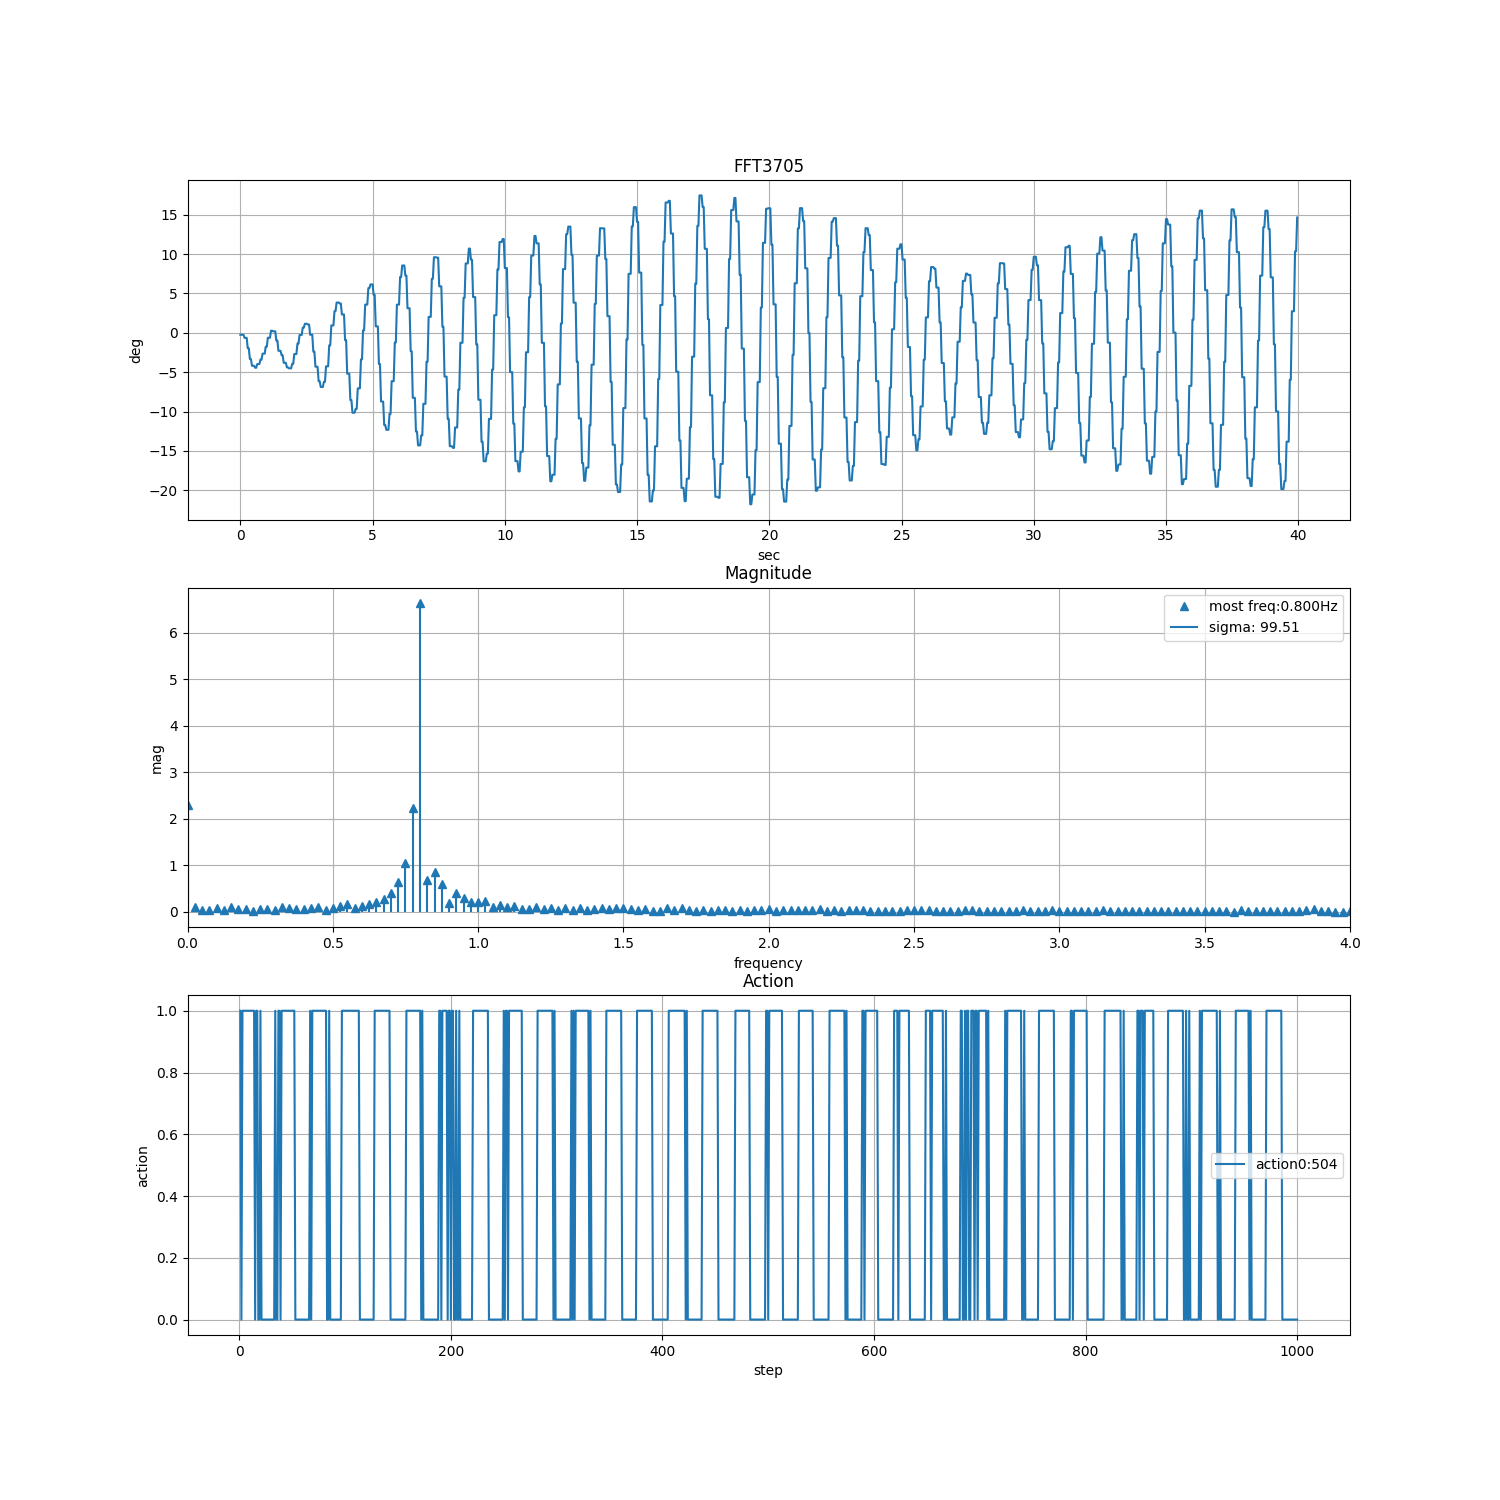 FFT3705
15
10
5
0
−5
−10
−15
−20
deg
0 5 10 15 20 25 30 35 40
sec
Magnitude
most freq:0.800Hz
sigma: 99.51
6
5
4
3
2
1
0
mag
0.0 0.5 1.0 1.5 2.0 2.5 3.0 3.5 4.0
frequency
Action
1.0
0.8
0.6
0.4
0.2
0.0
action
action0:504
0 200 400 600 800 1000
step